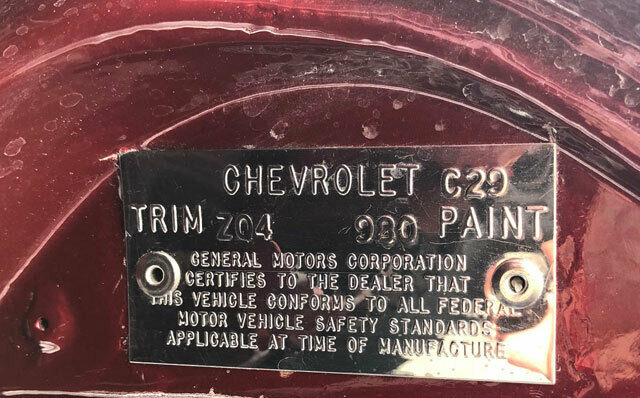 CHEVROLET C29
TRIM ZQ4 980 PAINT
GENERAL MOTORS CORPORATION
CERTIFIES TO THE DEALER THAT
THIS VEHICLE CONFORMS TO ALL FEDERAL
MOTOR VEHICLE SAFETY STANDARDS
APPLICABLE AT TIME OF MANUFACTURE